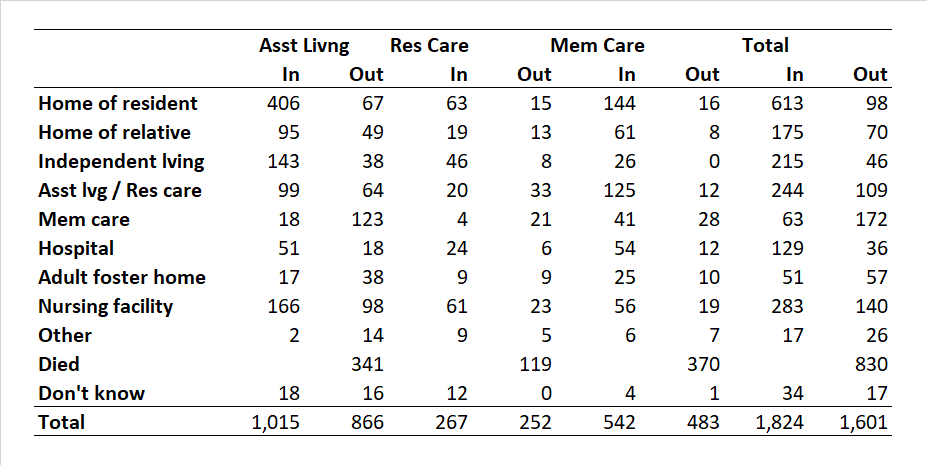 Asst Livng Res Care Mem Care Total
In Out In Out In Out In Out
Home of resident 406 67 63 15 144 16 613 98
Home of relative 95 49 19 13 61 8 175 70
Independent lving 143 38 46 8 26 0 215 46
Asst lvg / Res care 99 64 20 33 125 12 244 109
Mem care 18 123 4 21 41 28 63 172
Hospital 51 18 24 6 54 12 129 36
Adult foster home 17 38 9 9 25 10 51 57
Nursing facility 166 98 61 23 56 19 283 140
Other 2 14 9 5 6 7 17 26
Died 341 119 370 830
Don't know 18 16 12 0 4 1 34 17
Total 1,015 866 267 252 542 483 1,824 1,601